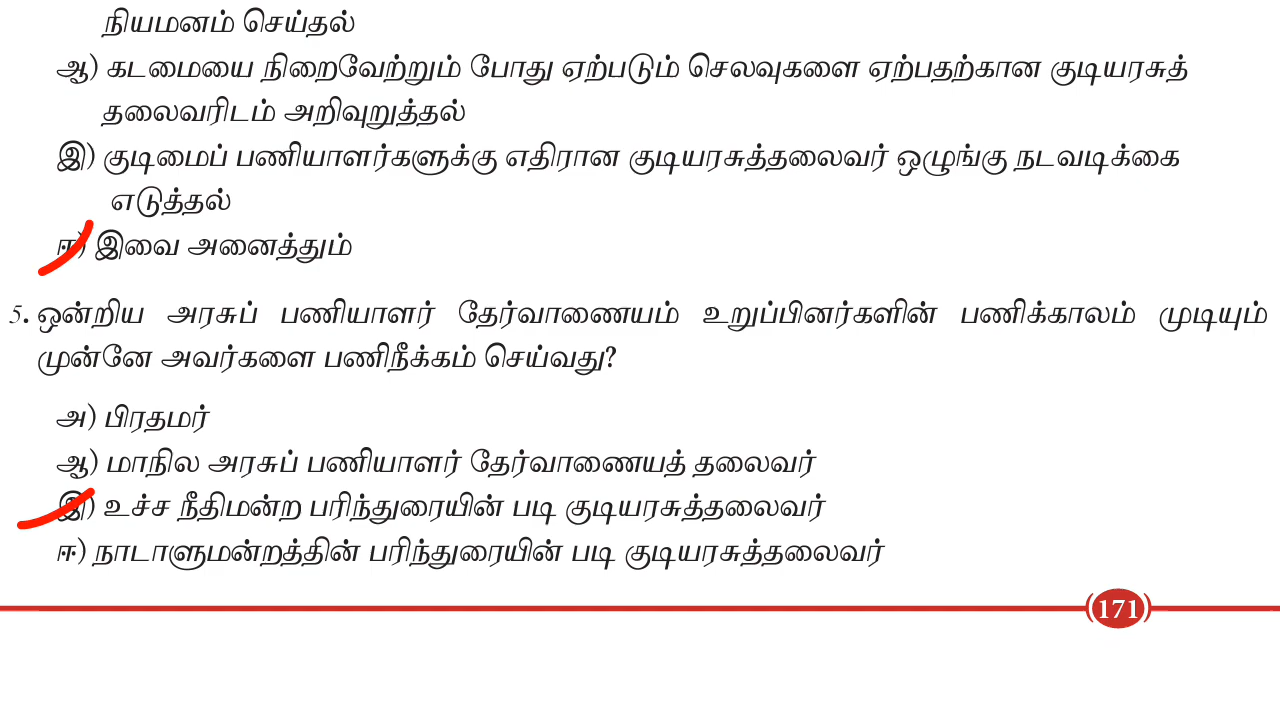 நியமனம் செய்தல்
ஆ) கடமையை நிறைவேற்றும் போது ஏற்படும் செலவுகளை ஏற்பதற்கான குடியரசுத்
தலைவரிடம் அறிவுறுத்தல்
இ) குடிமைப் பணியாளர்களுக்கு எதிரான குடியரசுத்தலைவர் ஒழுங்கு நடவடிக்கை
எடுத்தல்
ஈ) இவை அனைத்தும்
5. ஒன்றிய அரசுப் பணியாளர் தேர்வாணையம் உறுப்பினர்களின் பணிக்காலம் முடியும்
முன்னே அவர்களை பணிநீக்கம் செய்வது?
அ) பிரதமர்
ஆ) மாநில அரசுப் பணியாளர் தேர்வாணையத் தலைவர்
இ) உச்ச நீதிமன்ற பரிந்துரையின் படி குடியரசுத்தலைவர்
ஈ) நாடாளுமன்றத்தின் பரிந்துரையின் படி குடியரசுத்தலைவர்
(171)